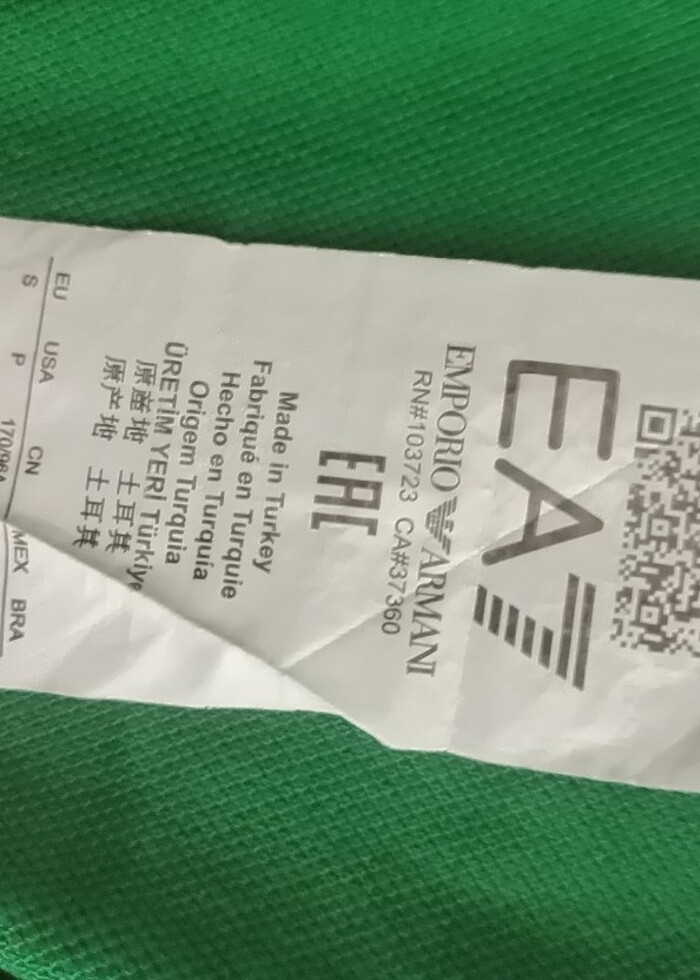 EA7
EMPORIO ARMANI
RN#103723 CA#37360
EAC
Made in Turkey
Fabriqué en Turquie
Hecho en Turquía
Origem Turquia
ÜRETİM YERİ Türkiye
原產地 土耳其
原产地 土耳其
EU USA CN MEX BRA
S P